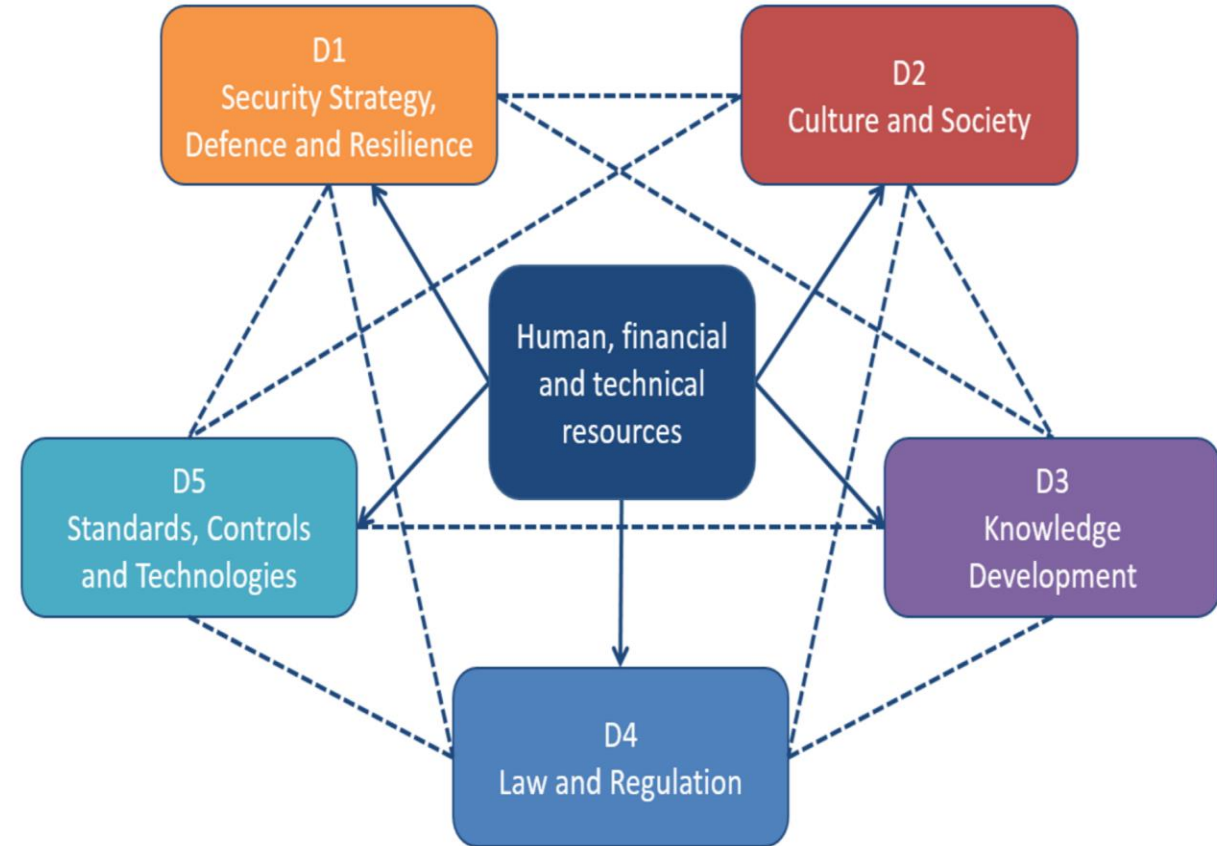 D1
Security Strategy,
Defence and Resilience
D2
Culture and Society
Human, financial
and technical
resources
D5
Standards, Controls
and Technologies
D3
Knowledge
Development
D4
Law and Regulation